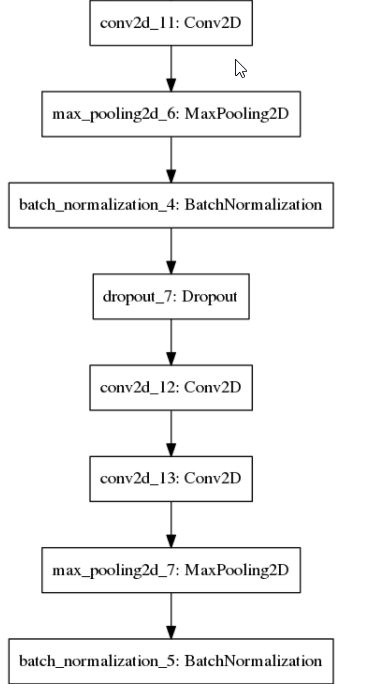 conv2d_11: Conv2D
max_pooling2d_6: MaxPooling2D
batch_normalization_4: BatchNormalization
dropout_7: Dropout
conv2d_12: Conv2D
conv2d_13: Conv2D
max_pooling2d_7: MaxPooling2D
batch_normalization_5: BatchNormalization